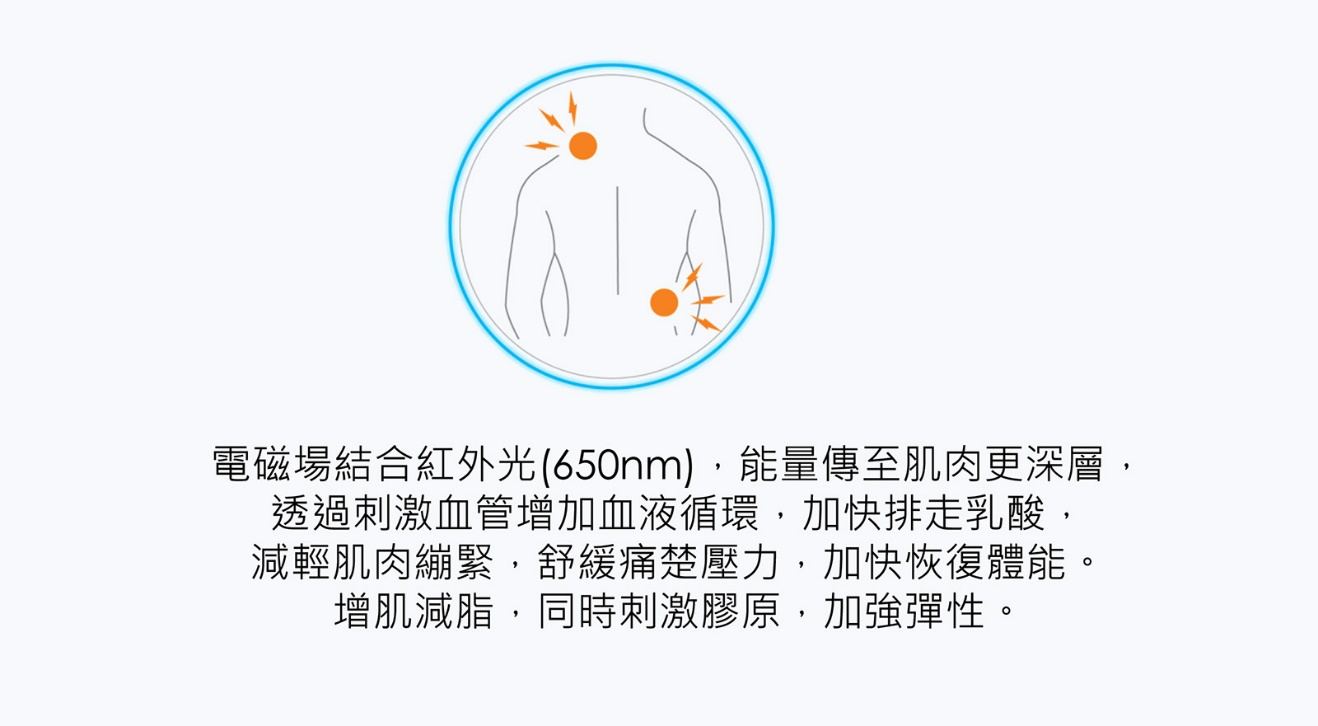 電磁場結合紅外光(650nm)，能量傳至肌肉更深層，
透過刺激血管增加血液循環，加快排走乳酸，
減輕肌肉繃緊，舒緩痛楚壓力，加快恢復體能。
增肌減脂，同時刺激膠原，加強彈性。